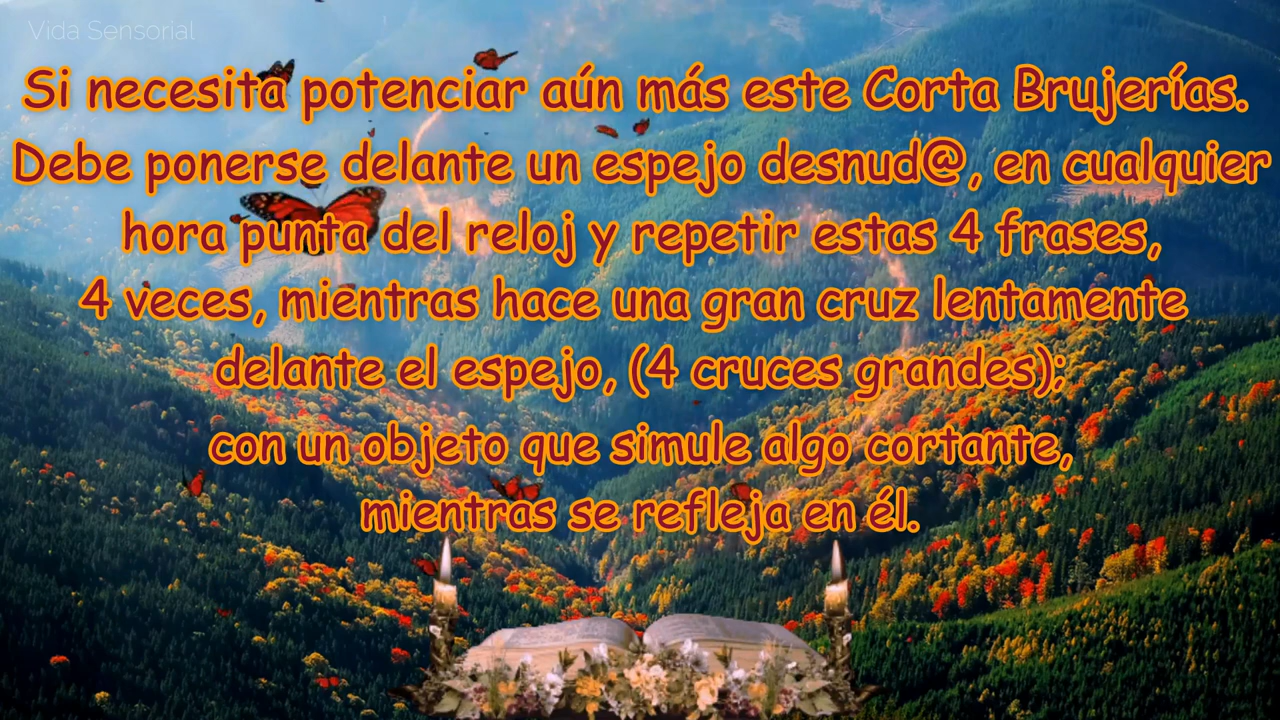 Vida Sensorial
Si necesita potenciar aún más este Corta Brujerías.
Debe ponerse delante un espejo desnud@, en cualquier
hora punta del reloj y repetir estas 4 frases,
4 veces, mientras hace una gran cruz lentamente
delante el espejo, (4 cruces grandes);
con un objeto que simule algo cortante,
mientras se refleja en él.